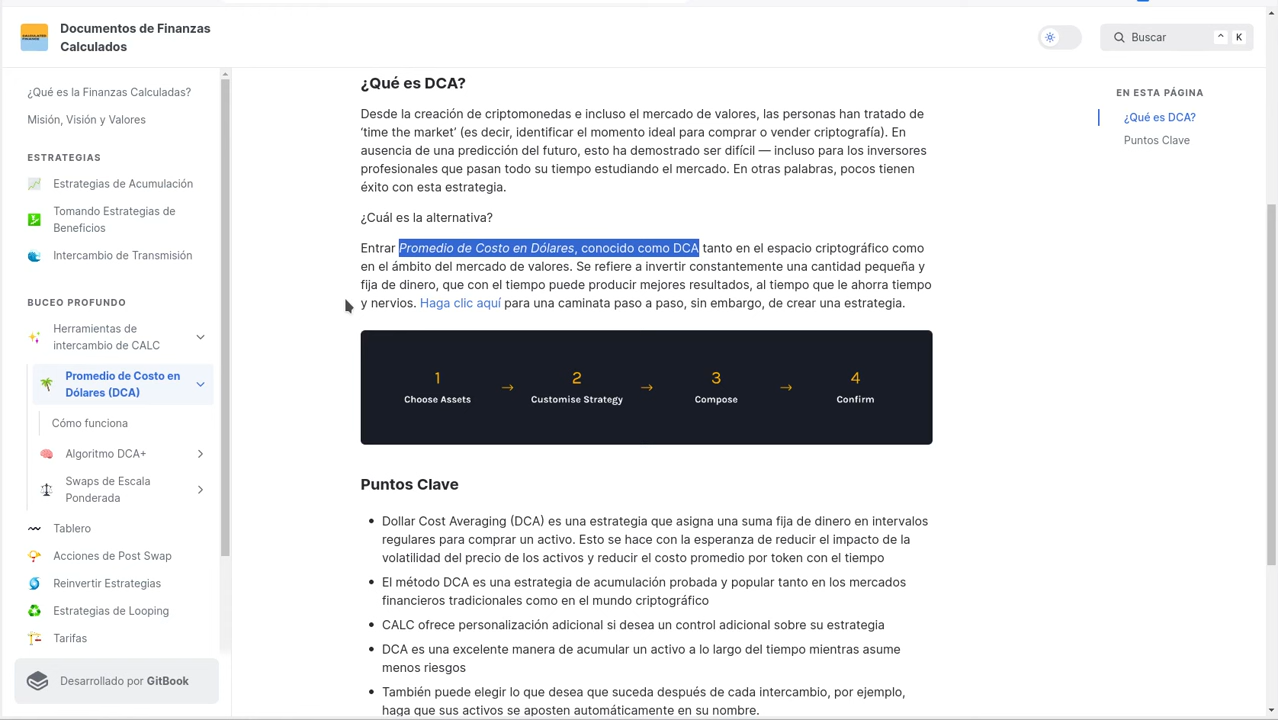 Documentos de Finanzas
Calculados
Buscar
^
K
¿Qué es la Finanzas Calculadas?
Misión, Visión y Valores
ESTRATEGIAS
Estrategias de Acumulación
Tomando Estrategias de
Beneficios
Intercambio de Transmisión
BUCEO PROFUNDO
Herramientas de
intercambio de CALC
Promedio de Costo en
Dólares (DCA)
Cómo funciona
Algoritmo DCA+
Swaps de Escala
Ponderada
Tablero
Acciones de Post Swap
Reinvertir Estrategias
Estrategias de Looping
Tarifas
Desarrollado por GitBook
¿Qué es DCA?
Desde la creación de criptomonedas e incluso el mercado de valores, las personas han tratado de
‘time the market’ (es decir, identificar el momento ideal para comprar o vender criptografía). En
ausencia de una predicción del futuro, esto ha demostrado ser difícil — incluso para los inversores
profesionales que pasan todo su tiempo estudiando el mercado. En otras palabras, pocos tienen
éxito con esta estrategia.
¿Cuál es la alternativa?
Entrar Promedio de Costo en Dólares, conocido como DCA tanto en el espacio criptográfico como
en el ámbito del mercado de valores. Se refiere a invertir constantemente una cantidad pequeña y
fija de dinero, que con el tiempo puede producir mejores resultados, al tiempo que le ahorra tiempo
y nervios. Haga clic aquí para una caminata paso a paso, sin embargo, de crear una estrategia.
1 → 2 → 3 → 4
Choose Assets Customise Strategy Compose Confirm
Puntos Clave
• Dollar Cost Averaging (DCA) es una estrategia que asigna una suma fija de dinero en intervalos
regulares para comprar un activo. Esto se hace con la esperanza de reducir el impacto de la
volatilidad del precio de los activos y reducir el costo promedio por token con el tiempo
• El método DCA es una estrategia de acumulación probada y popular tanto en los mercados
financieros tradicionales como en el mundo criptográfico
• CALC ofrece personalización adicional si desea un control adicional sobre su estrategia
• DCA es una excelente manera de acumular un activo a lo largo del tiempo mientras asume
menos riesgos
• También puede elegir lo que desea que suceda después de cada intercambio, por ejemplo,
haga que sus activos se aposten automáticamente en su nombre.
EN ESTA PÁGINA
¿Qué es DCA?
Puntos Clave